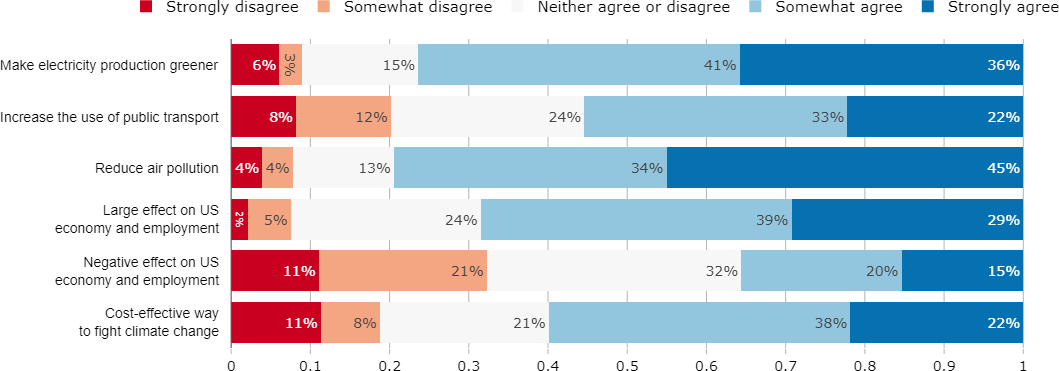 Strongly disagree Somewhat disagree Neither agree or disagree Somewhat agree Strongly agree
Make electricity production greener 6% 3% 15% 41% 36%
Increase the use of public transport 8% 12% 24% 33% 22%
Reduce air pollution 4% 4% 13% 34% 45%
Large effect on US
economy and employment 2% 5% 24% 39% 29%
Negative effect on US
economy and employment 11% 21% 32% 20% 15%
Cost-effective way
to fight climate change 11% 8% 21% 38% 22%
0 0.1 0.2 0.3 0.4 0.5 0.6 0.7 0.8 0.9 1